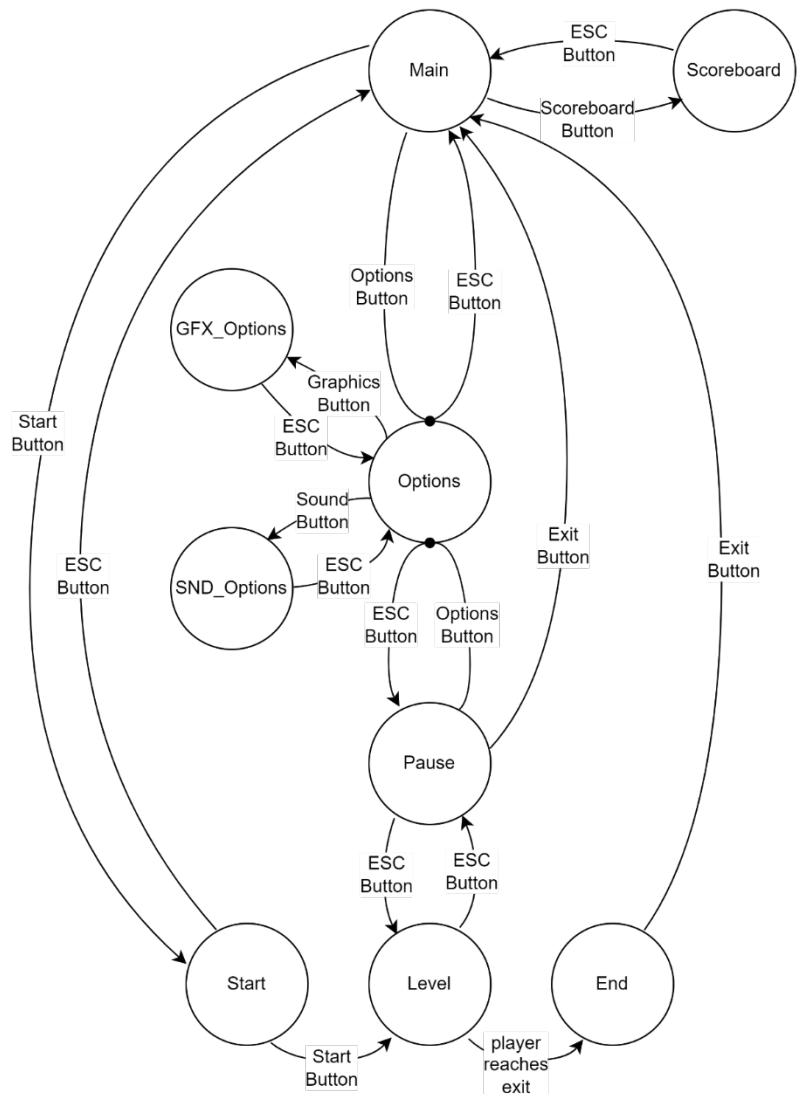 ESC
Button
Main
Scoreboard
Scoreboard
Button
Options
Button
ESC
Button
GFX_Options
Graphics
Button
Start
Button
ESC
Button
Options
Sound
Button
Exit
Button
Exit
Button
ESC
Button
SND_Options
ESC
Button
ESC
Button
Options
Button
Pause
ESC
Button
ESC
Button
Start
Level
End
Start
Button
player
reaches
exit